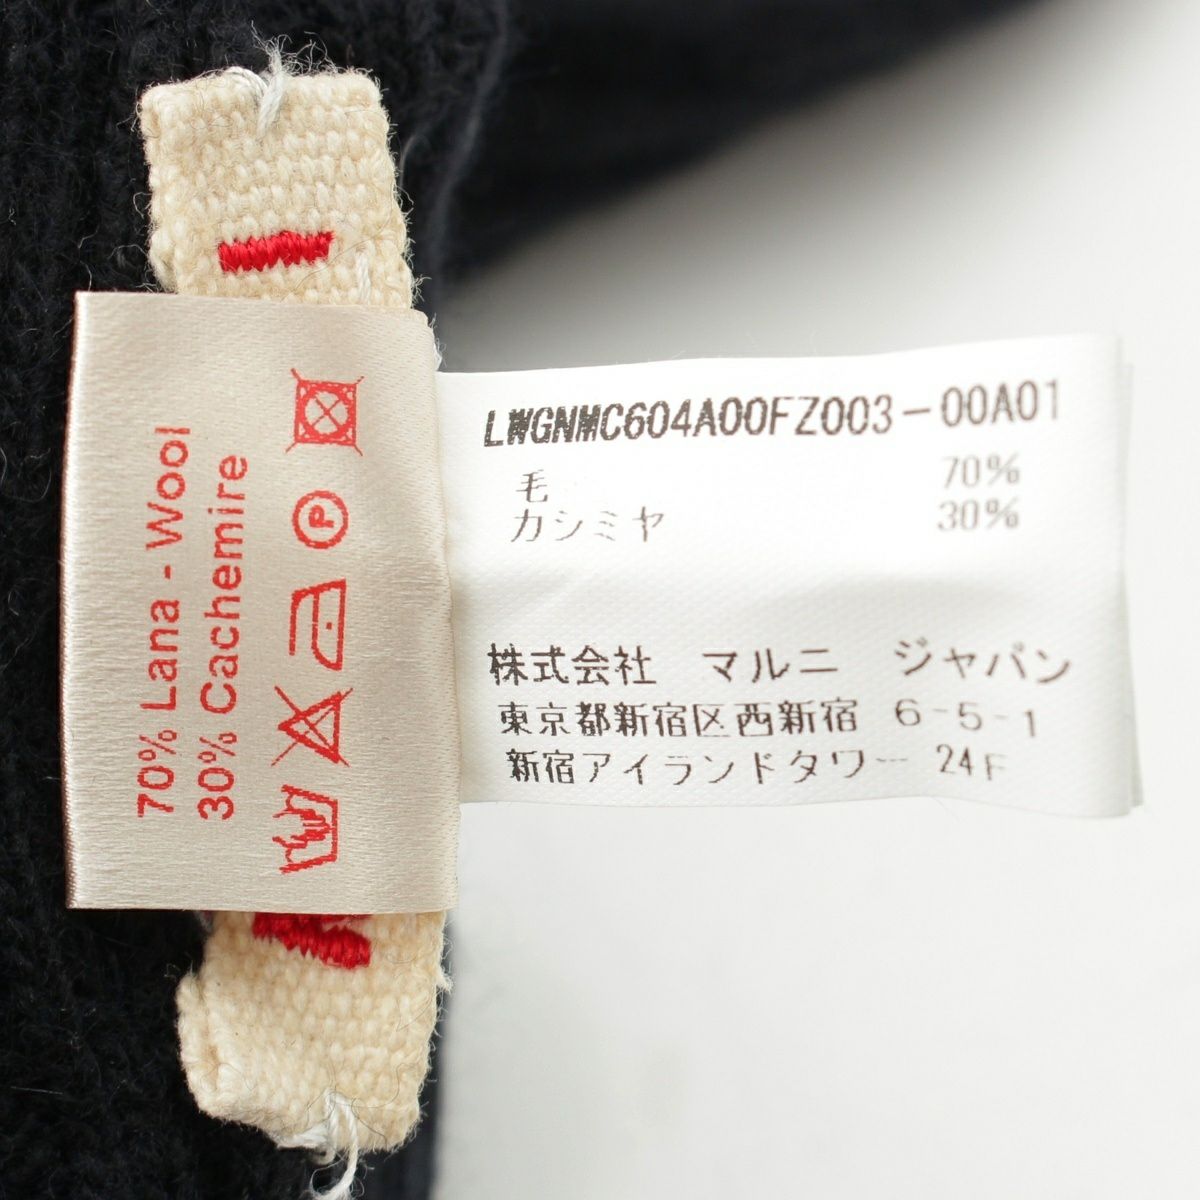 70% Lana - Wool
30% Cachemire
P
LWGNMC604A00FZ003-00A01
毛 70%
カシミヤ 30%
株式会社 マルニ ジャパン
東京都新宿区西新宿 6-5-1
新宿アイランドタワー 24F